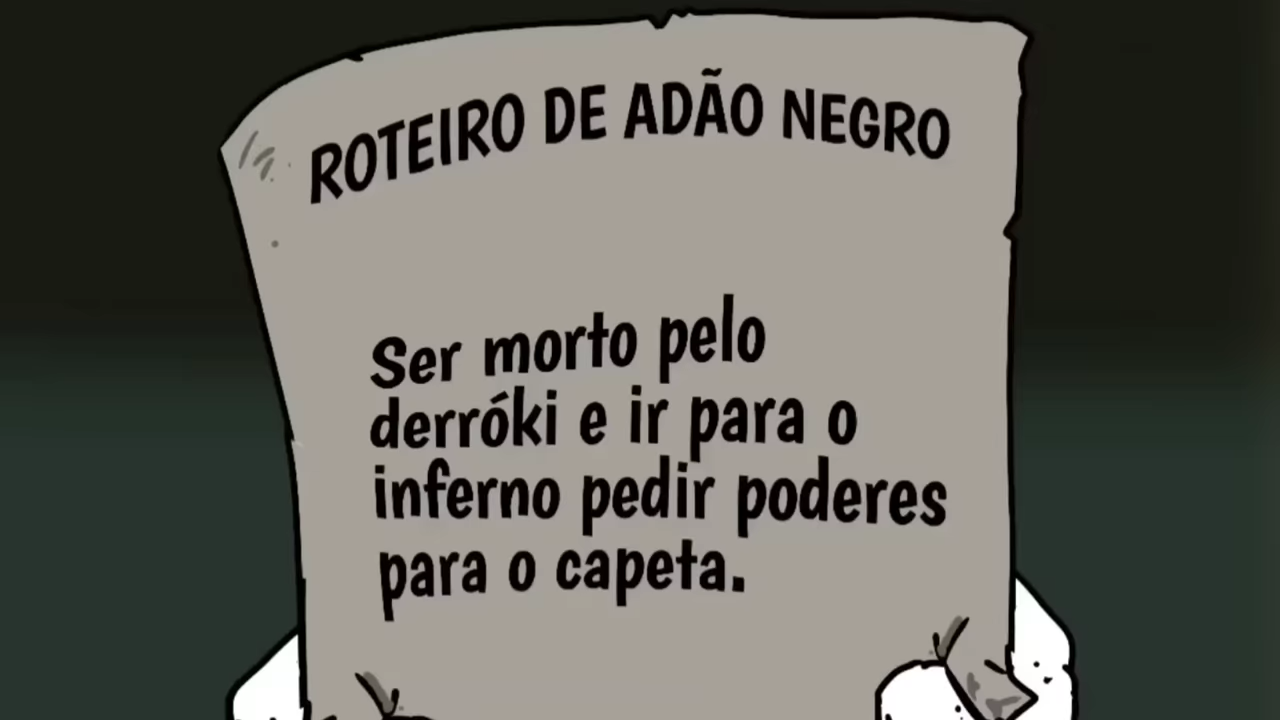 ROTEIRO DE ADÃO NEGRO
Ser morto pelo
derróki e ir para o
inferno pedir poderes
para o capeta.